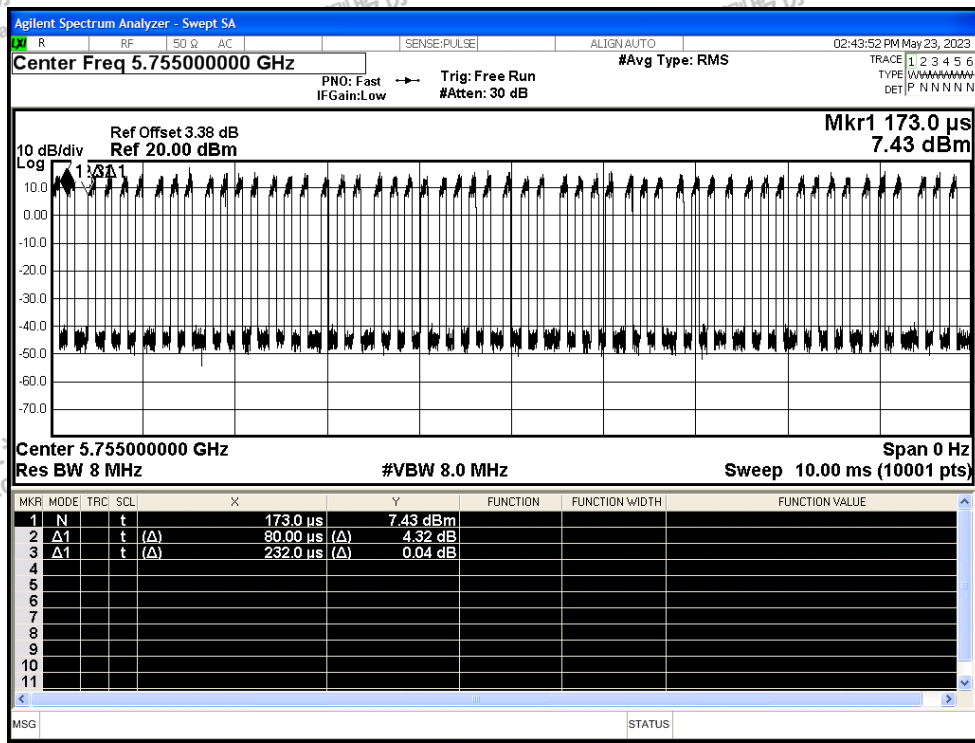 Agilent Spectrum Analyzer - Swept SA
LXI R RF 50 Ω AC SENSE:PULSE ALIGN AUTO 02:43:52 PM May 23, 2023
Center Freq 5.755000000 GHz #Avg Type: RMS TRACE 1 2 3 4 5 6
PNO: Fast Trig: Free Run TYPE
IFGain:Low #Atten: 30 dB DET P N N N N N
Mkr1 173.0 µs
Ref Offset 3.38 dB
10 dB/div Ref 20.00 dBm 7.43 dBm
Log
10.0
0.00
-10.0
-20.0
-30.0
-40.0
-50.0
-60.0
-70.0
Center 5.755000000 GHz Span 0 Hz
Res BW 8 MHz #VBW 8.0 MHz Sweep 10.00 ms (10001 pts)
MKR MODE TRC SCL X Y FUNCTION FUNCTION WIDTH FUNCTION VALUE
1 N t 173.0 µs 7.43 dBm
2 Δ1 t (Δ) 80.00 µs (Δ) 4.32 dB
3 Δ1 t (Δ) 232.0 µs (Δ) 0.04 dB
4
5
6
7
8
9
10
11
MSG STATUS